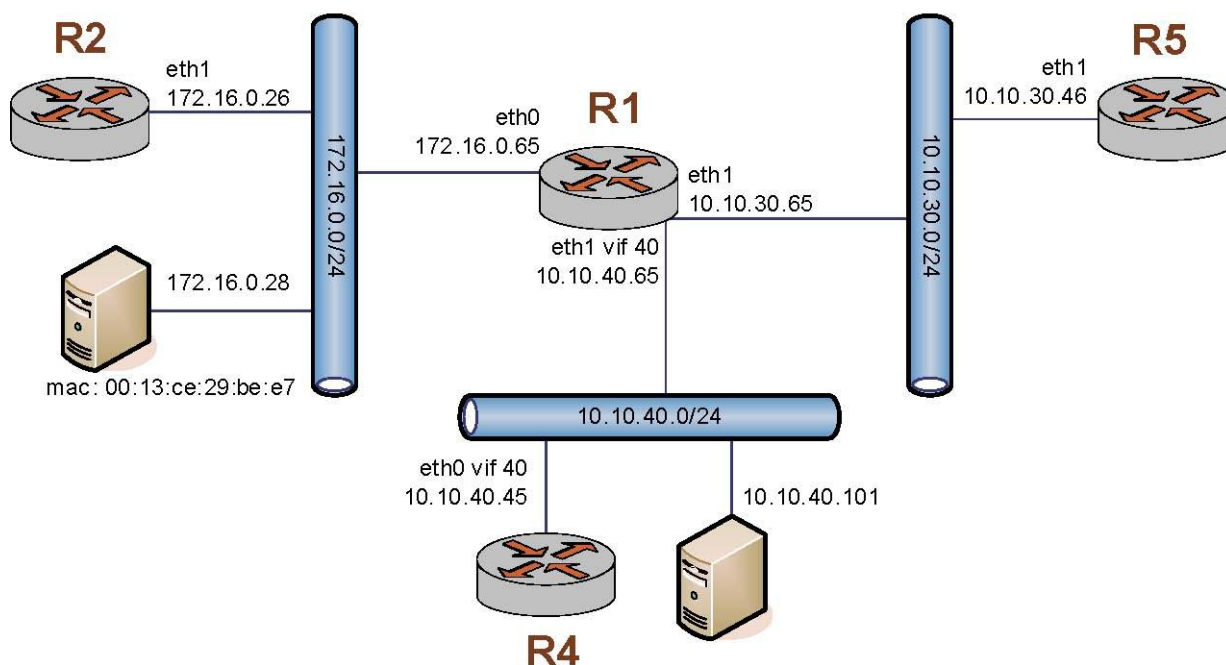 R2
eth1
172.16.0.26
172.16.0.28
mac: 00:13:ce:29:be:e7
172.16.0.0/24
eth0
172.16.0.65
R1
eth1
10.10.30.65
eth1 vif 40
10.10.40.65
10.10.30.0/24
R5
eth1
10.10.30.46
10.10.40.0/24
eth0 vif 40
10.10.40.45
R4
10.10.40.101